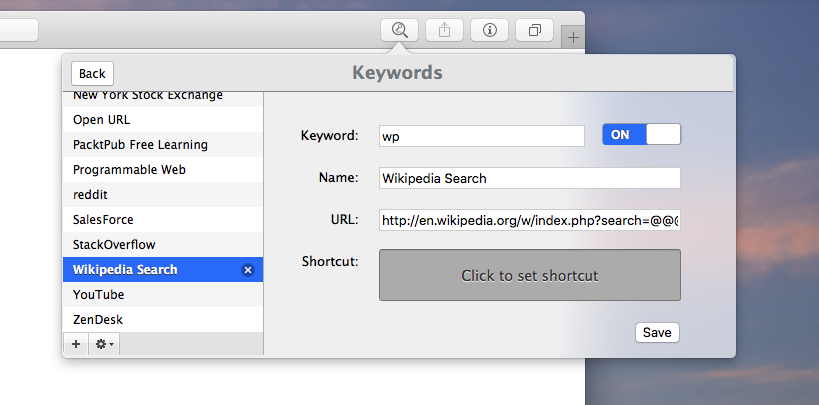 Back
Keywords
New York Stock Exchange
Open URL
PacktPub Free Learning
Programmable Web
reddit
SalesForce
StackOverflow
Wikipedia Search
YouTube
ZenDesk
Keyword:
wp
ON
Name:
Wikipedia Search
URL:
http://en.wikipedia.org/w/index.php?search=@@@
Shortcut:
Click to set shortcut
Save